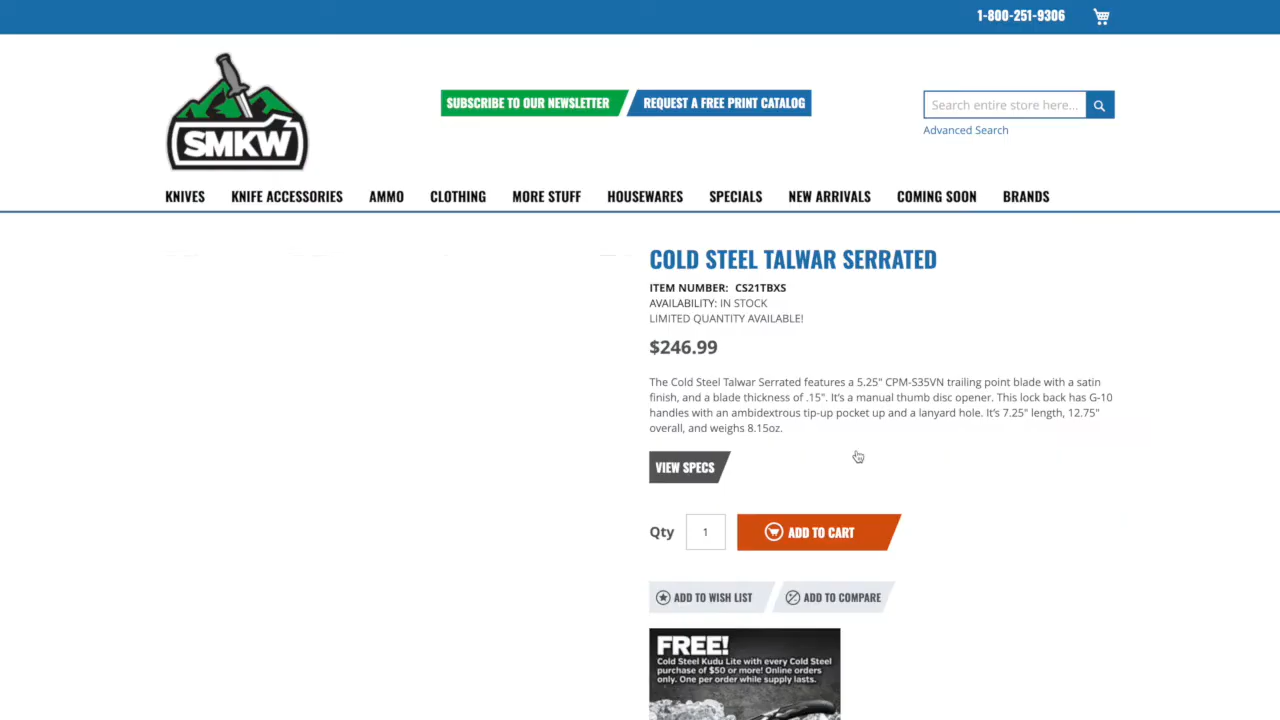 1-800-251-9306
SMKW
SUBSCRIBE TO OUR NEWSLETTER
REQUEST A FREE PRINT CATALOG
Search entire store here...
Advanced Search
KNIVES KNIFE ACCESSORIES AMMO CLOTHING MORE STUFF HOUSEWARES SPECIALS NEW ARRIVALS COMING SOON BRANDS
COLD STEEL TALWAR SERRATED
ITEM NUMBER: CS21TBXS
AVAILABILITY: IN STOCK
LIMITED QUANTITY AVAILABLE!
$246.99
The Cold Steel Talwar Serrated features a 5.25" CPM-S35VN trailing point blade with a satin
finish, and a blade thickness of .15". It's a manual thumb disc opener. This lock back has G-10
handles with an ambidextrous tip-up pocket up and a lanyard hole. It's 7.25" length, 12.75"
overall, and weighs 8.15oz.
VIEW SPECS
Qty 1 ADD TO CART
ADD TO WISH LIST ADD TO COMPARE
FREE!
Cold Steel Kudu Lite with every Cold Steel
purchase of $50 or more! Online orders
only. One per order while supply lasts.